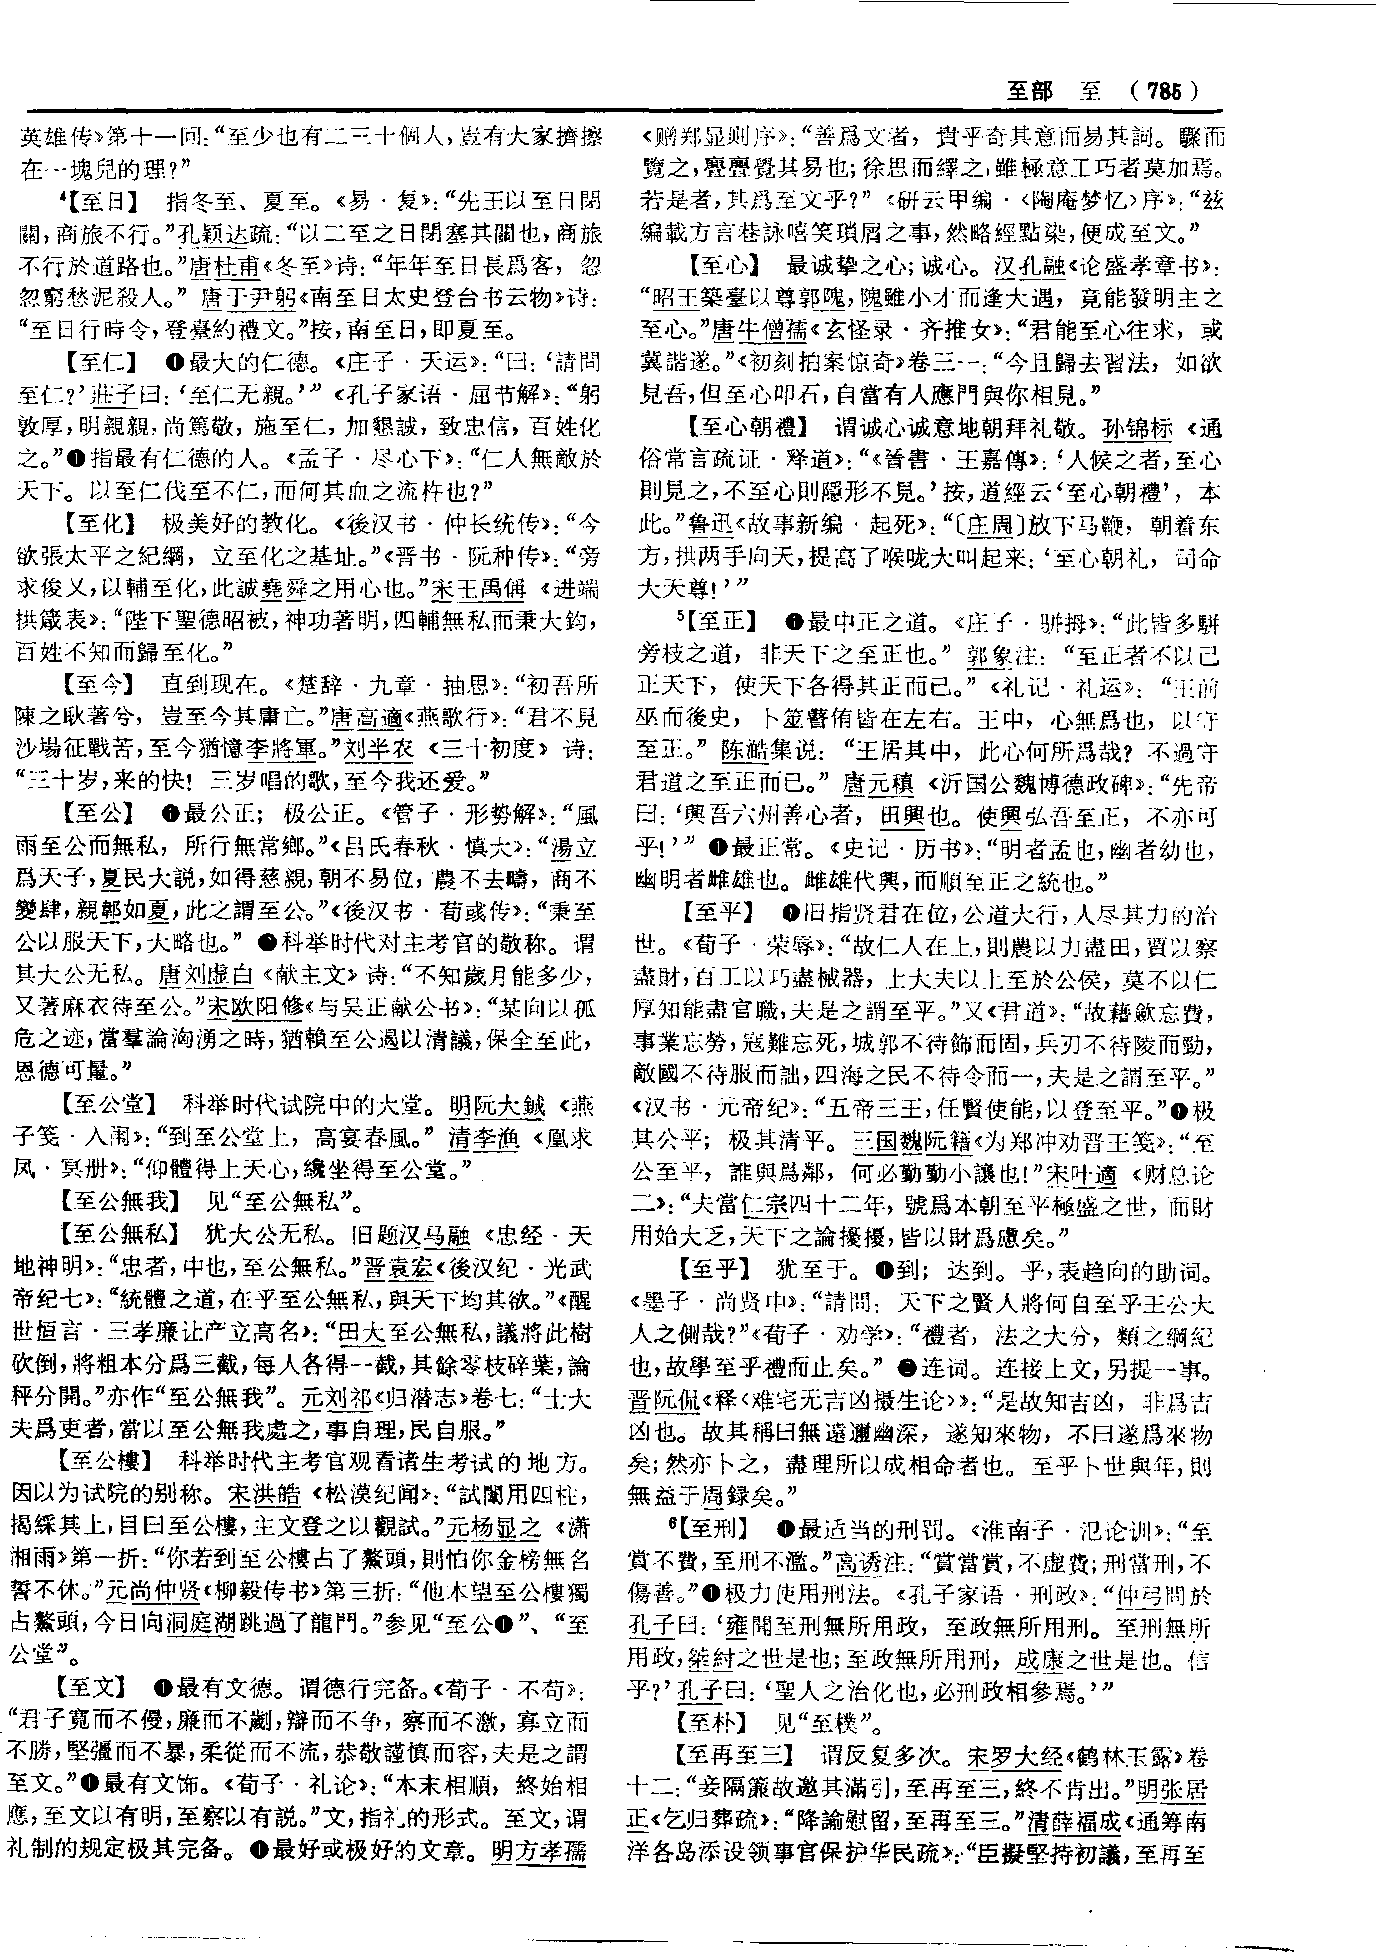 至部 至 （785）
英雄传》第十一回：“至少也有二三十個人，豈有大家擠擦
在一塊兒的理？”
4【至日】 指冬至、夏至。《易·复》：“先王以至日閉
關，商旅不行。”孔颖达疏：“以二至之日閉塞其關也，商旅
不行於道路也。”唐杜甫《冬至》诗：“年年至日長爲客，忽
忽窮愁泥殺人。”唐于尹躬《南至日太史登台书云物》诗：
“至日行時令，登臺約禮文。”按，南至日，即夏至。
【至仁】 ❶最大的仁德。《庄子·天运》：“曰：‘請問
至仁？’莊子曰：‘至仁无親。’”《孔子家语·屈节解》：“躬
敦厚，明親親，尚篤敬，施至仁，加懇誠，致忠信，百姓化
之。”❶指最有仁德的人。《孟子·尽心下》：“仁人無敵於
天下。以至仁伐至不仁，而何其血之流杵也？”
【至化】 极美好的教化。《後汉书·仲长统传》：“今
欲張太平之紀綱，立至化之基址。”《晋书·阮种传》：“旁
求俊乂，以輔至化，此誠堯舜之用心也。”宋王禹偁《进端
拱箴表》：“陛下聖德昭被，神功著明，四輔無私而秉大鈞，
百姓不知而歸至化。”
【至今】 直到现在。《楚辞·九章·抽思》：“初吾所
陳之耿著兮，豈至今其庸亡。”唐高適《燕歌行》：“君不見
沙場征戰苦，至今猶憶李將軍。”刘半农《三十初度》诗：
“三十岁，来的快！三岁唱的歌，至今我还爱。”
【至公】 ❶最公正；极公正。《管子·形勢解》：“風
雨至公而無私，所行無常鄉。”《吕氏春秋·慎大》：“湯立
爲天子，夏民大説，如得慈親，朝不易位，農不去疇，商不
變肆，親郼如夏，此之謂至公。”《後汉书·荀彧传》：“秉至
公以服天下，大略也。”❷科举时代对主考官的敬称。谓
其大公无私。唐刘虚白《献主文》诗：“不知歲月能多少，
又著麻衣待至公。”宋欧阳修《与吴正献公书》：“某向以孤
危之迹，當羣論洶湧之時，猶賴至公遏以清議，保全至此，
恩德可量。”
【至公堂】 科举时代试院中的大堂。明阮大铖《燕
子笺·入闱》：“到至公堂上，高宴春風。”清李渔《凰求
凤·冥册》：“仰體得上天心，纔坐得至公堂。”
【至公無我】 见“至公無私”。
【至公無私】 犹大公无私。旧题汉马融《忠经·天
地神明》：“忠者，中也，至公無私。”晋袁宏《後汉纪·光武
帝纪七》：“統體之道，在乎至公無私，與天下均其欲。”《醒
世恒言·三孝廉让产立高名》：“田大至公無私，議將此樹
砍倒，將粗本分爲三截，每人各得一截，其餘零枝碎葉，論
秤分開。”亦作“至公無我”。元刘祁《归潜志》卷七：“士大
夫爲吏者，當以至公無我處之，事自理，民自服。”
【至公樓】 科举时代主考官观看诸生考试的地方。
因以为试院的别称。宋洪皓《松漠纪闻》：“試闈用四柱，
揭綵其上，目曰至公樓，主文登之以觀試。”元杨显之《潇
湘雨》第一折：“你若到至公樓占了鰲頭，則怕你金榜無名
誓不休。”元尚仲贤《柳毅传书》第三折：“他本望至公樓獨
占鰲頭，今日向洞庭湖跳過了龍門。”参见“至公❶”、“至
公堂”。
【至文】 ❶最有文德。谓德行完备。《荀子·不苟》：
“君子寬而不僈，廉而不劌，辯而不争，察而不激，寡立而
不勝，堅彊而不暴，柔從而不流，恭敬謹慎而容，夫是之謂
至文。”❶最有文饰。《荀子·礼论》：“本末相順，終始相
應，至文以有明，至察以有説。”文，指礼的形式。至文，谓
礼制的规定极其完备。❶最好或极好的文章。明方孝孺
《赠郑显则序》：“善爲文者，貴乎奇其意而易其詞。驟而
覽之，亹亹覺其易也；徐思而繹之，雖極意工巧者莫加焉。
若是者，其爲至文乎？”《研云甲编·〈陶庵梦忆〉序》：“兹
編載方言巷詠嘻笑瑣屑之事，然略經點染，便成至文。”
【至心】 最诚挚之心；诚心。汉孔融《论盛孝章书》：
“昭王築臺以尊郭隗，隗雖小才而逢大遇，竟能發明主之
至心。”唐牛僧孺《玄怪录·齐推女》：“君能至心往求，或
冀諧遂。”《初刻拍案惊奇》卷三一：“今且歸去習法，如欲
見吾，但至心叩石，自當有人應門與你相見。”
【至心朝禮】 谓诚心诚意地朝拜礼敬。孙锦标《通
俗常言疏证·释道》：“《晋書·王嘉傳》：‘人候之者，至心
則見之，不至心則隱形不見。’按，道經云‘至心朝禮’，本
此。”鲁迅《故事新编·起死》：“〔庄周〕放下马鞭，朝着东
方，拱两手向天，提高了喉咙大叫起来：‘至心朝礼，司命
大天尊！’”
5【至正】 ❶最中正之道。《庄子·骈拇》：“此皆多駢
旁枝之道，非天下之至正也。”郭象注：“至正者不以己
正天下，使天下各得其正而已。”《礼记·礼运》：“王前
巫而後史，卜筮瞽侑皆在左右。王中，心無爲也，以守
至正。”陈澔集说：“王居其中，此心何所爲哉？不過守
君道之至正而已。”唐元稹《沂国公魏博德政碑》：“先帝
曰：‘興吾六州善心者，田興也。使興弘吾至正，不亦可
乎！’”❶最正常。《史记·历书》：“明者孟也，幽者幼也，
幽明者雌雄也。雌雄代興，而順至正之統也。”
【至平】 ❶旧指贤君在位，公道大行，人尽其力的治
世。《荀子·荣辱》：“故仁人在上，則農以力盡田，賈以察
盡財，百工以巧盡械器，士大夫以上至於公侯，莫不以仁
厚知能盡官職，夫是之謂至平。”又《君道》：“故藉歛忘費，
事業忘勞，寇難忘死，城郭不待飾而固，兵刃不待陵而勁，
敵國不待服而詘，四海之民不待令而一，夫是之謂至平。”
《汉书·元帝纪》：“五帝三王，任賢使能，以登至平。”❶极
其公平；极其清平。三国魏阮籍《为郑冲劝晋王笺》：“至
公至平，誰與爲鄰，何必勤勤小讓也！”宋叶適《财总论
二》：“夫當仁宗四十二年，號爲本朝至平極盛之世，而財
用始大乏，天下之論擾擾，皆以財爲慮矣。”
【至乎】 犹至于。❶到；达到。乎，表趋向的助词。
《墨子·尚贤中》：“請問：天下之賢人將何自至乎王公大
人之側哉？”《荀子·劝学》：“禮者，法之大分，類之綱紀
也，故學至乎禮而止矣。”❷连词。连接上文，另提一事。
晋阮侃《释〈难宅无吉凶摄生论〉》：“是故知吉凶，非爲吉
凶也。故其稱曰無遠邇幽深，遂知來物，不曰遂爲來物
矣；然亦卜之，盡理所以成相命者也。至乎卜世與年，則
無益于周録矣。”
6【至刑】 ❶最适当的刑罚。《淮南子·氾论训》：“至
賞不費，至刑不濫。”高诱注：“賞當賞，不虛費；刑當刑，不
傷善。”❶极力使用刑法。《孔子家语·刑政》：“仲弓問於
孔子曰：‘雍聞至刑無所用政，至政無所用刑。至刑無所
用政，桀紂之世是也；至政無所用刑，成康之世是也。信
乎？’孔子曰：‘聖人之治化也，必刑政相參焉。’”
【至朴】 见“至樸”。
【至再至三】 谓反复多次。宋罗大经《鹤林玉露》卷
十二：“妾隔簾故邀其滿引，至再至三，終不肯出。”明张居
正《乞归葬疏》：“降諭慰留，至再至三。”清薛福成《通筹南
洋各岛添设领事官保护华民疏》：“臣擬堅持初議，至再至